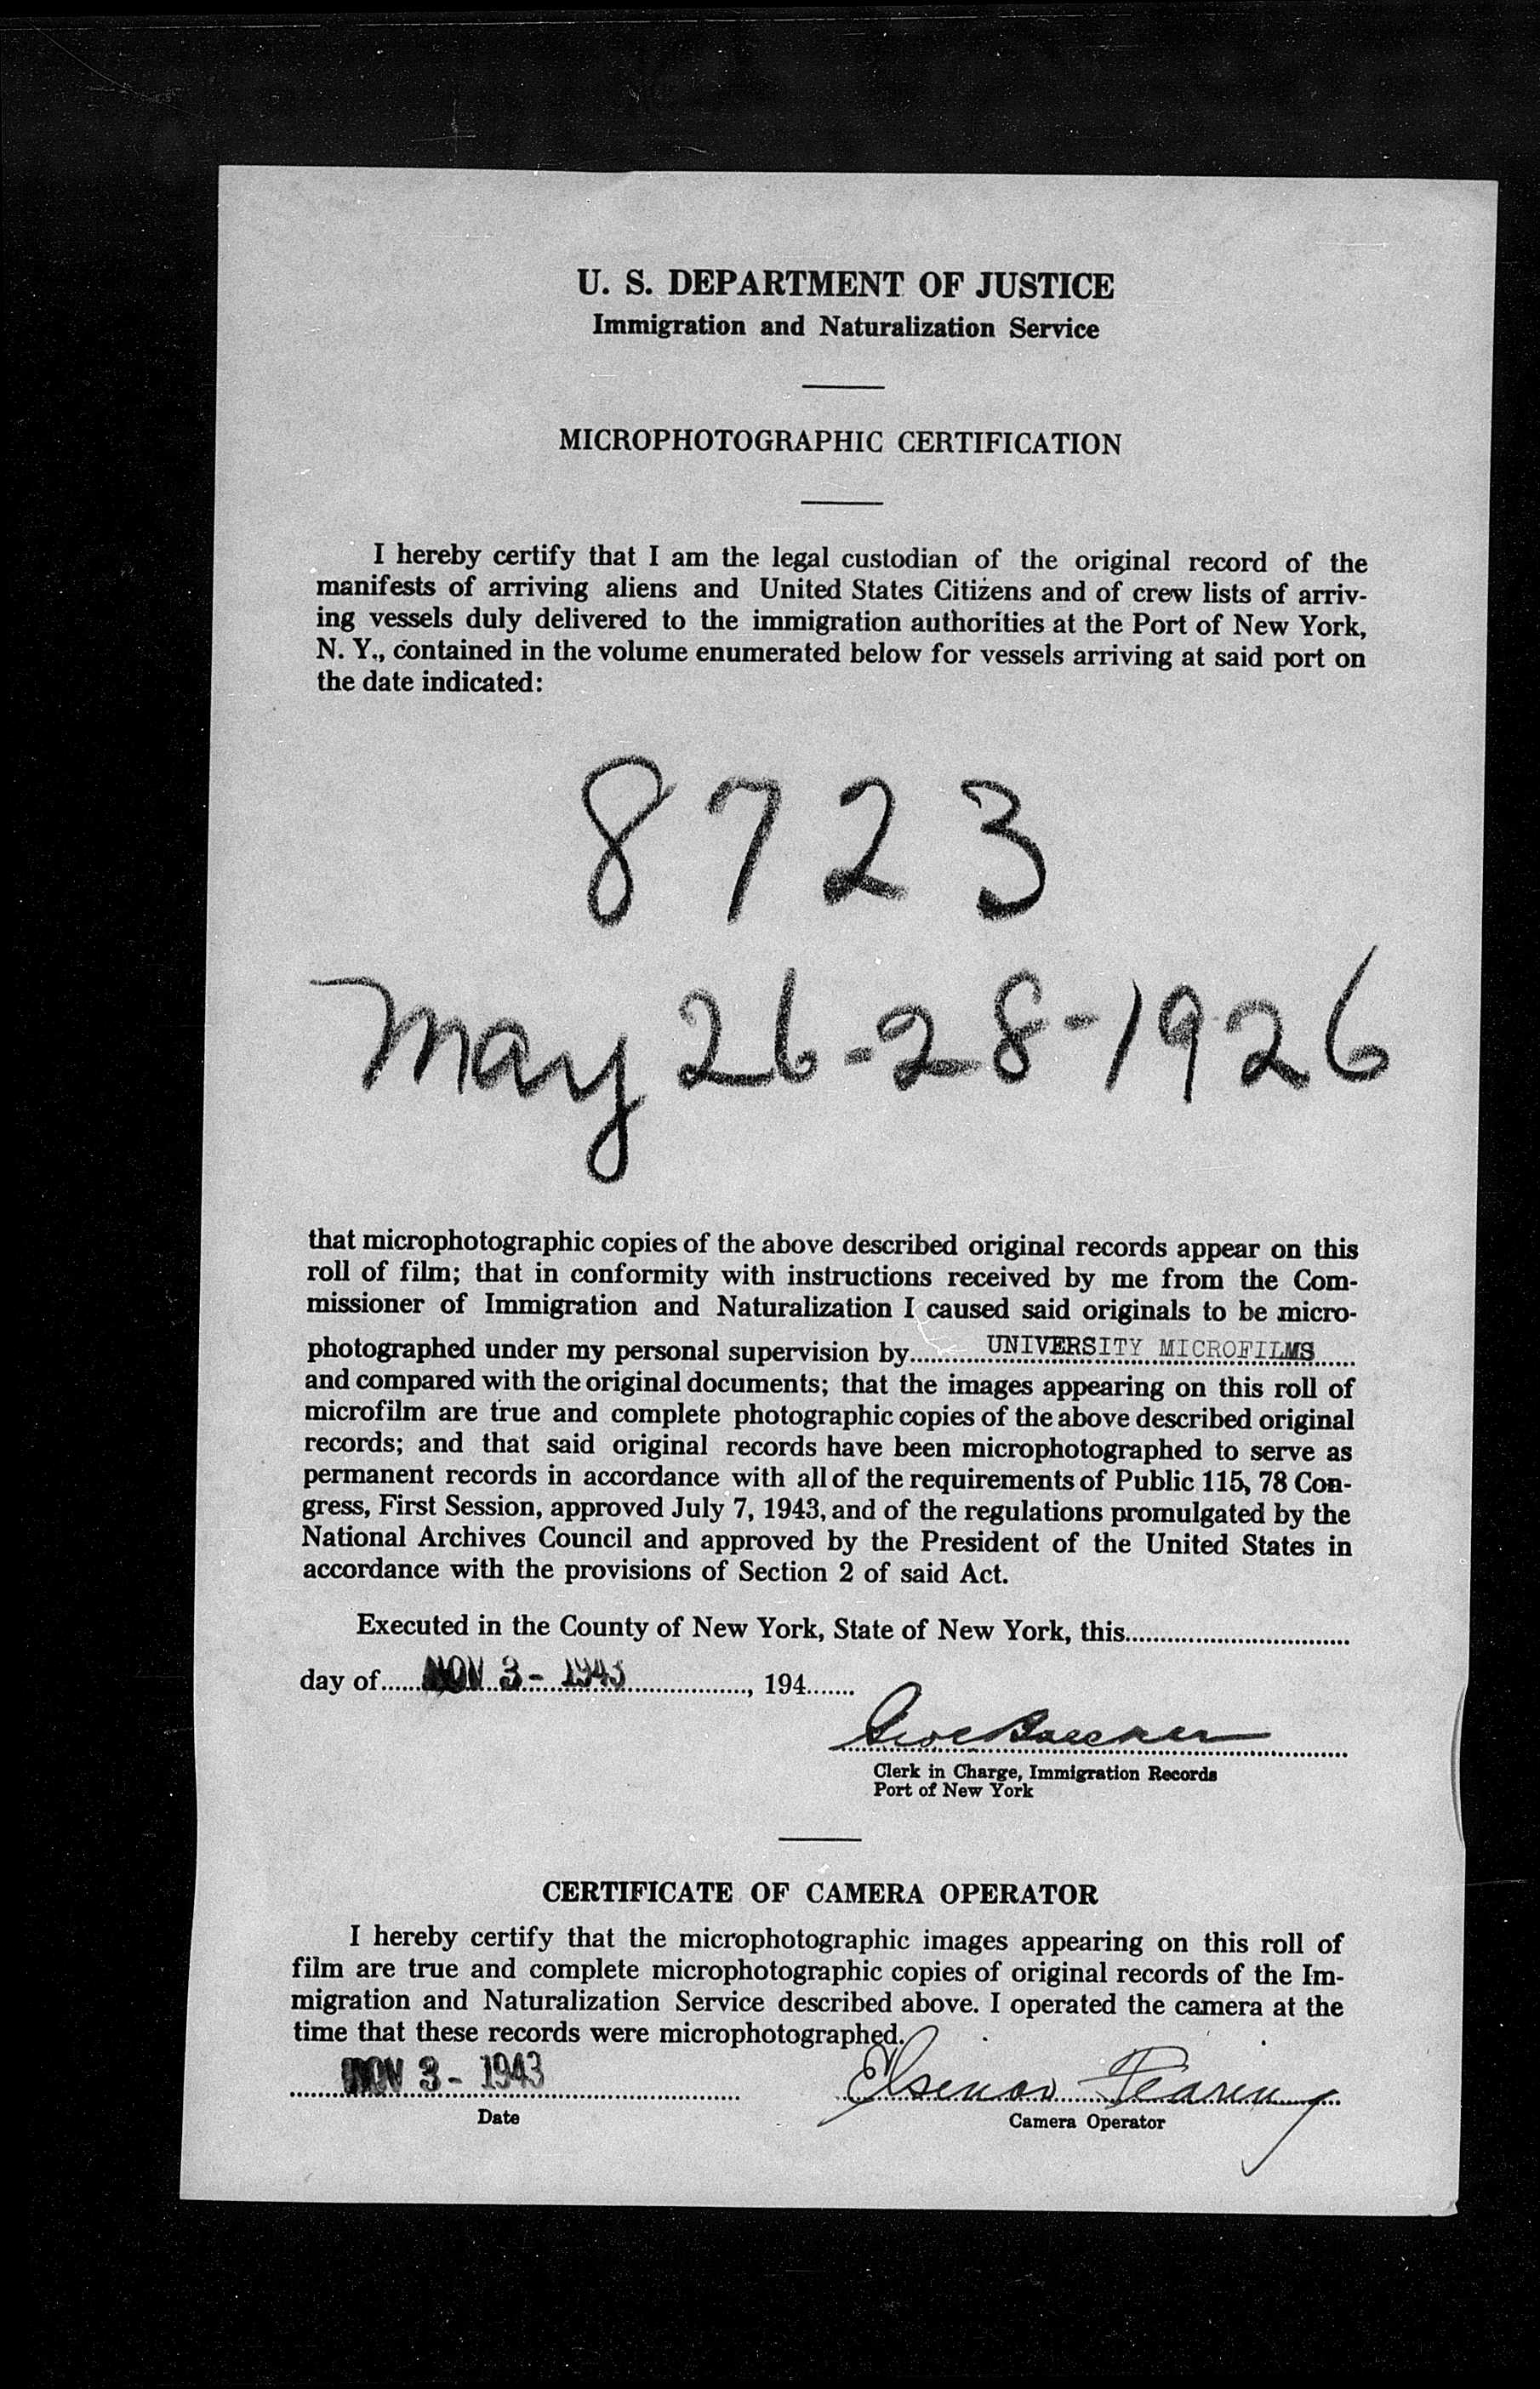 U. S. DEPARTMENT OF JUSTICE
Immigration and Naturalization Service
MICROPHOTOGRAPHIC CERTIFICATION
I hereby certify that I am the legal custodian of the original record of the
manifests of arriving aliens and United States Citizens and of crew lists of arriv-
ing vessels duly delivered to the immigration authorities at the Port of New York,
N. Y., contained in the volume enumerated below for vessels arriving at said port on
the date indicated:
8723
May 26-28-1926
that microphotographic copies of the above described original records appear on this
roll of film; that in conformity with instructions received by me from the Com-
missioner of Immigration and Naturalization I caused said originals to be micro-
photographed under my personal supervision by UNIVERSITY MICROFILMS
and compared with the original documents; that the images appearing on this roll of
microfilm are true and complete photographic copies of the above described original
records; and that said original records have been microphotographed to serve as
permanent records in accordance with all of the requirements of Public 115, 78 Con-
gress, First Session, approved July 7, 1943, and of the regulations promulgated by the
National Archives Council and approved by the President of the United States in
accordance with the provisions of Section 2 of said Act.
Executed in the County of New York, State of New York, this
day of NOV 3 - 1943, 194
Clerk in Charge, Immigration Records
Port of New York
CERTIFICATE OF CAMERA OPERATOR
I hereby certify that the microphotographic images appearing on this roll of
film are true and complete microphotographic copies of original records of the Im-
migration and Naturalization Service described above. I operated the camera at the
time that these records were microphotographed.
NOV 3 - 1943
Date
Camera Operator